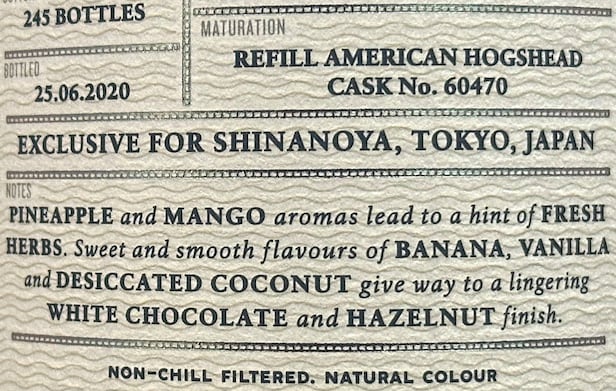 245 BOTTLES
MATURATION
REFILL AMERICAN HOGSHEAD
CASK No. 60470
BOTTLED
25.06.2020
EXCLUSIVE FOR SHINANOYA, TOKYO, JAPAN
NOTES
PINEAPPLE and MANGO aromas lead to a hint of FRESH
HERBS. Sweet and smooth flavours of BANANA, VANILLA
and DESICCATED COCONUT give way to a lingering
WHITE CHOCOLATE and HAZELNUT finish.
NON-CHILL FILTERED. NATURAL COLOUR